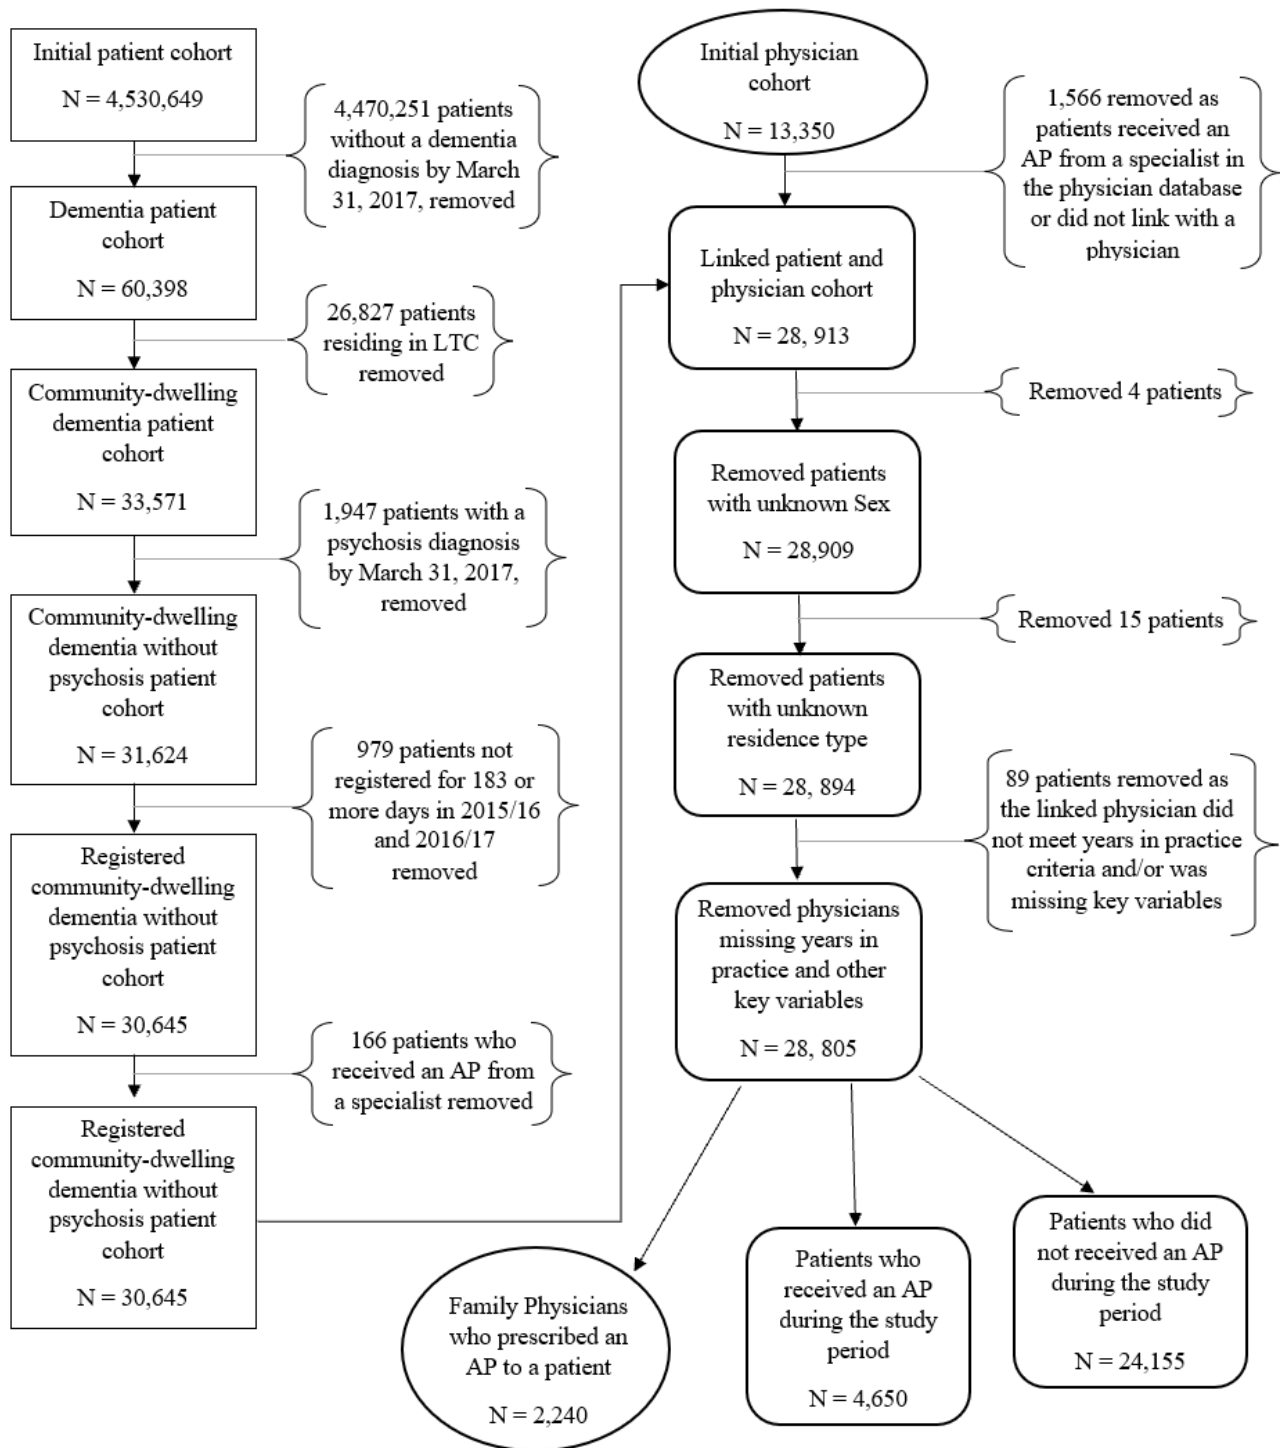 Initial patient cohort
N = 4,530,649
4,470,251 patients
without a dementia
diagnosis by March
31, 2017, removed
Dementia patient
cohort
N = 60,398
26,827 patients
residing in LTC
removed
Community-dwelling
dementia patient
cohort
N = 33,571
1,947 patients with a
psychosis diagnosis
by March 31, 2017,
removed
Community-dwelling
dementia without
psychosis patient
cohort
N = 31,624
979 patients not
registered for 183 or
more days in 2015/16
and 2016/17
removed
Registered
community-dwelling
dementia without
psychosis patient
cohort
N = 30,645
166 patients who
received an AP from
a specialist removed
Registered
community-dwelling
dementia without
psychosis patient
cohort
N = 30,645
Initial physician
cohort
N = 13,350
1,566 removed as
patients received an
AP from a specialist in
the physician database
or did not link with a
physician
Linked patient and
physician cohort
N = 28, 913
Removed 4 patients
Removed patients
with unknown Sex
N = 28,909
Removed 15 patients
Removed patients
with unknown
residence type
N = 28, 894
89 patients removed as
the linked physician did
not meet years in practice
criteria and/or was
missing key variables
Removed physicians
missing years in
practice and other
key variables
N = 28, 805
Family Physicians
who prescribed an
AP to a patient
N = 2,240
Patients who
received an AP
during the study
period
N = 4,650
Patients who did
not received an AP
during the study
period
N = 24,155